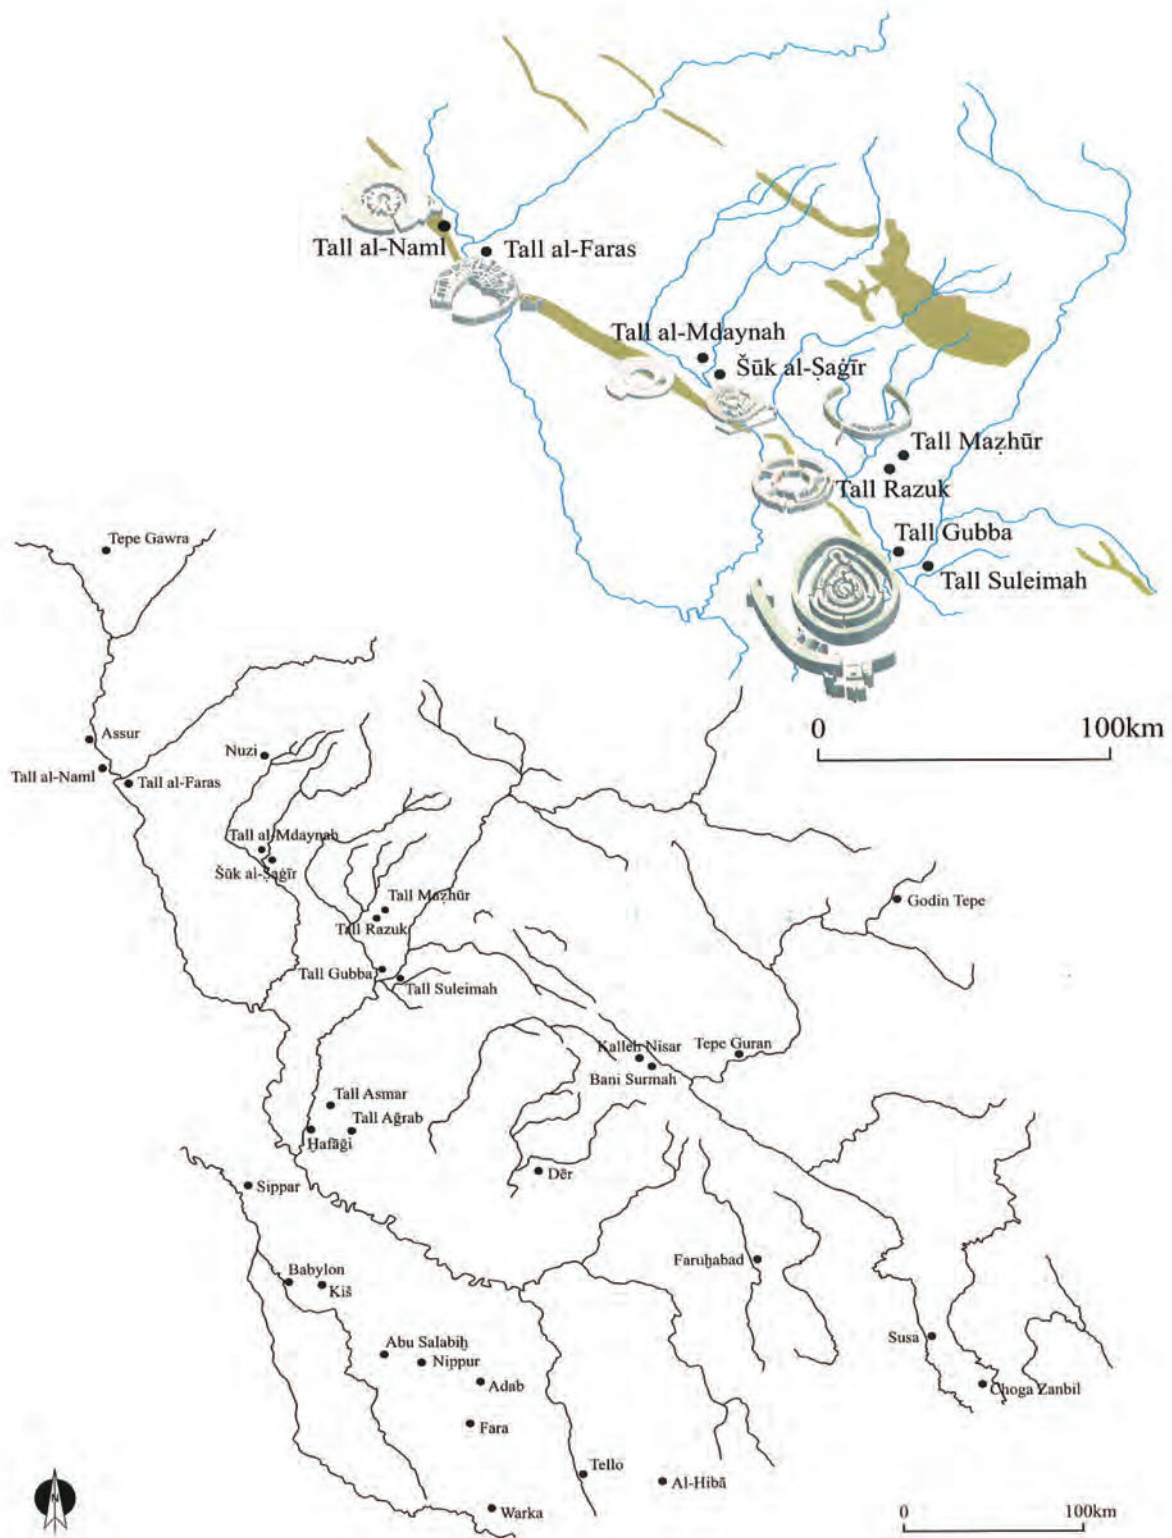 Tall al-Naml
Tall al-Faras
Tall al-Mdaynah
Šūk al-Ṣaġīr
Tall Maẓhūr
Tall Razuk
Tall Gubba
Tall Suleimah
0 100km
Tepe Gawra
Assur
Nuzi
Tall al-Naml
Tall al-Faras
Tall al-Mdaynah
Šūk al-Ṣaġīr
Tall Maẓhūr
Tall Razuk
Godin Tepe
Tall Gubba
Tall Suleimah
Kalleh Nisar
Tepe Guran
Bani Surmah
Tall Asmar
Tall Ağrab
Ḫafāği
Dēr
Sippar
Faruḫabad
Babylon
Kiš
Susa
Abu Salabiḫ
Nippur
Adab
Choga Zanbil
Fara
Tello
Al-Hibā
Warka
N
0 100km